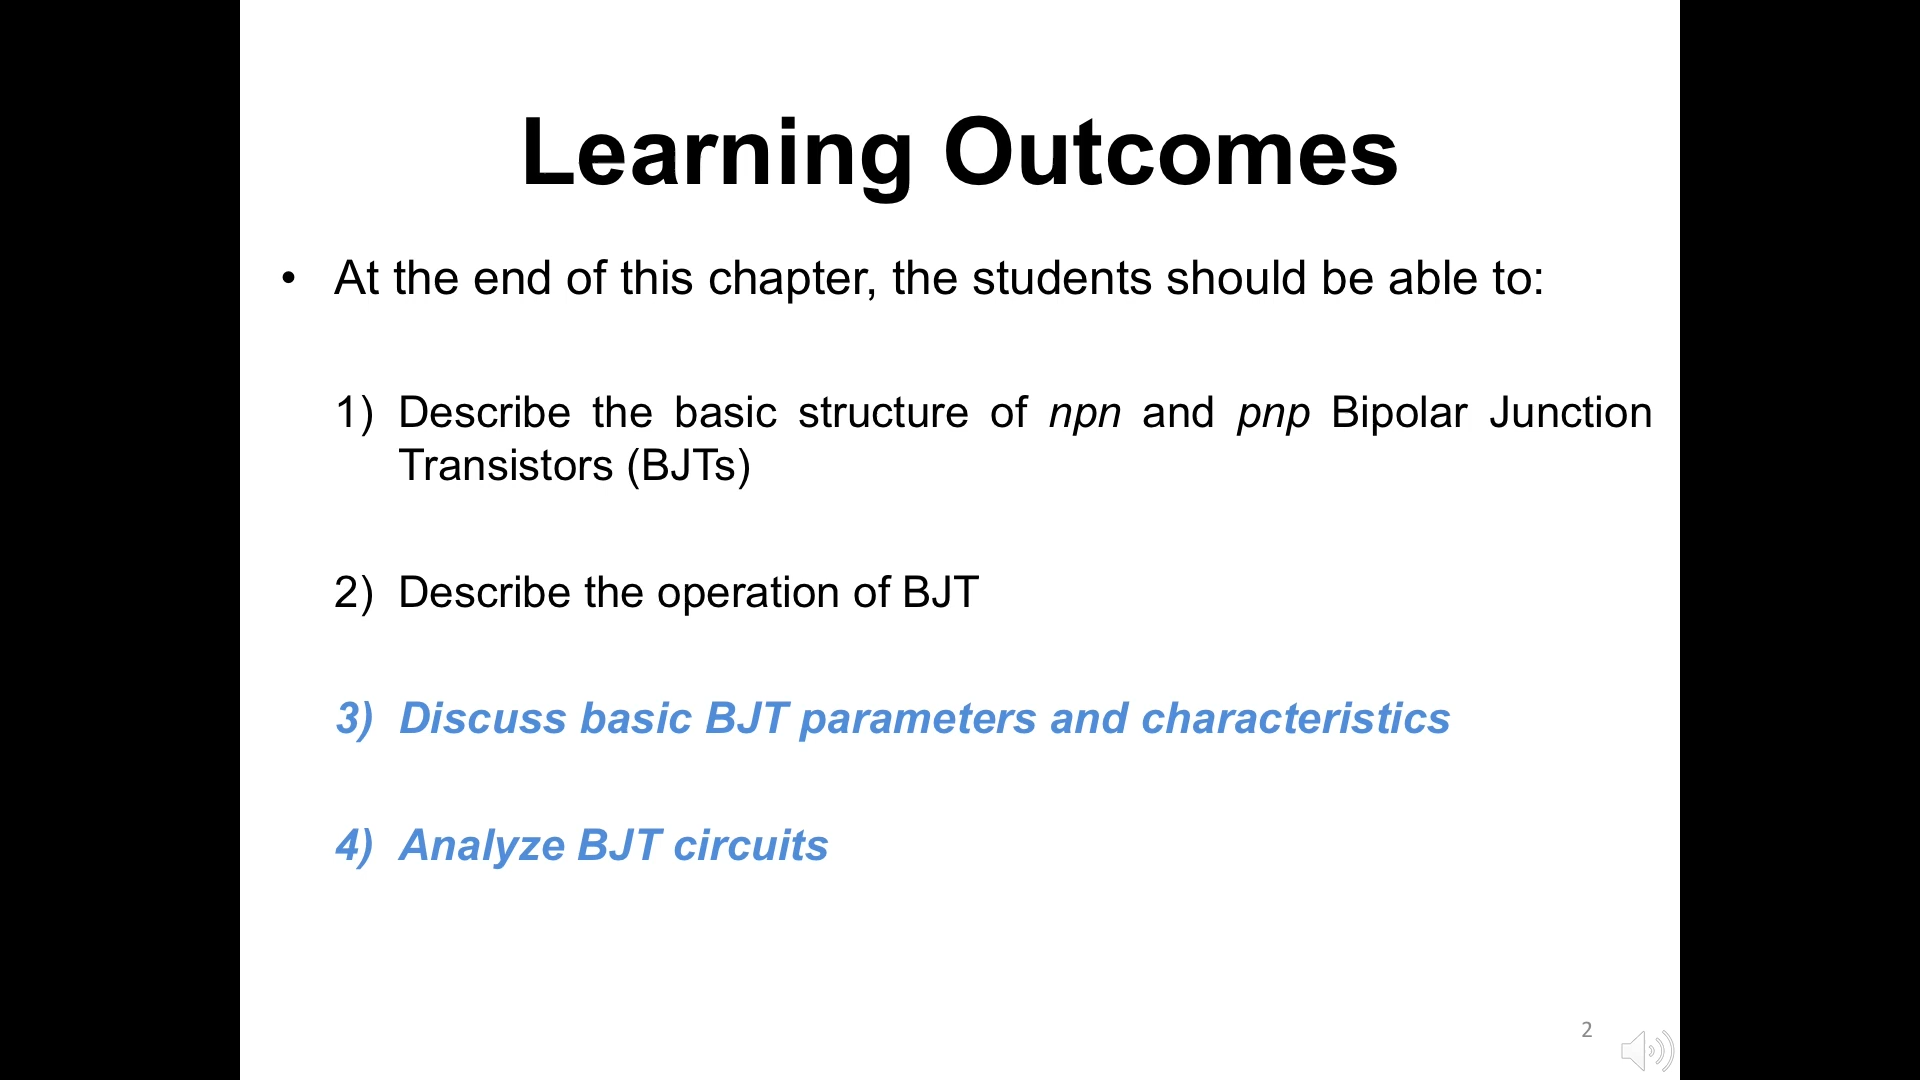 Learning Outcomes
• At the end of this chapter, the students should be able to:
1) Describe the basic structure of npn and pnp Bipolar Junction
Transistors (BJTs)
2) Describe the operation of BJT
3) Discuss basic BJT parameters and characteristics
4) Analyze BJT circuits
2